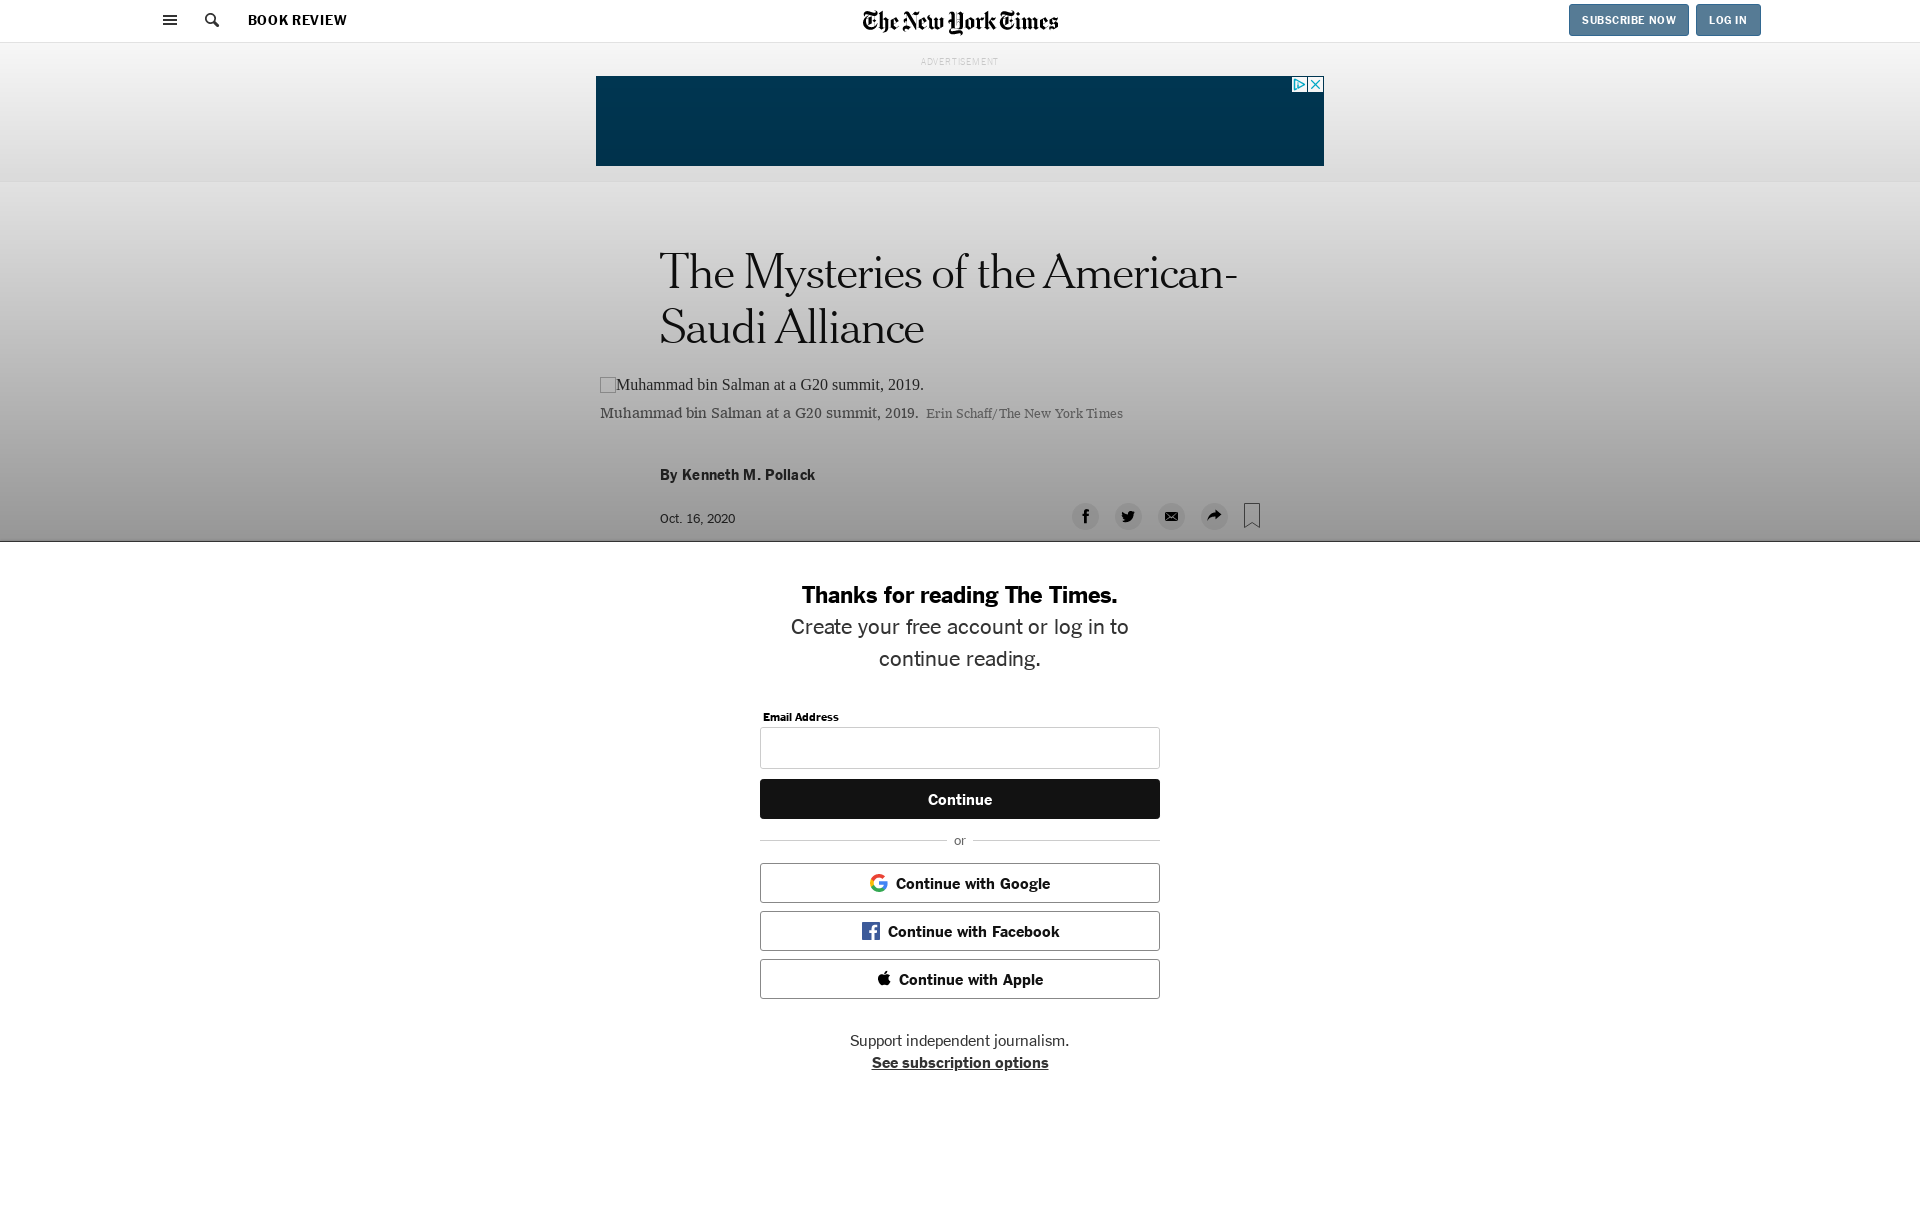 BOOK REVIEW
The New York Times
SUBSCRIBE NOW
LOG IN
ADVERTISEMENT
The Mysteries of the American-
Saudi Alliance
Muhammad bin Salman at a G20 summit, 2019.
Muhammad bin Salman at a G20 summit, 2019. Erin Schaff/The New York Times
By Kenneth M. Pollack
Oct. 16, 2020
Thanks for reading The Times.
Create your free account or log in to
continue reading.
Email Address
Continue
or
Continue with Google
Continue with Facebook
Continue with Apple
Support independent journalism.
See subscription options